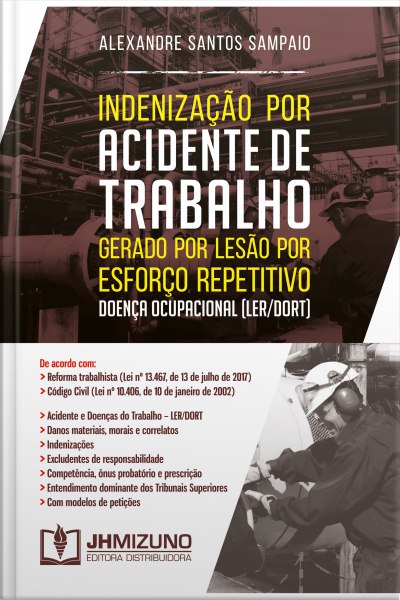 ALEXANDRE SANTOS SAMPAIO
INDENIZAÇÃO POR
ACIDENTE DE
TRABALHO
GERADO POR LESÃO POR
ESFORÇO REPETITIVO
DOENÇA OCUPACIONAL (LER/DORT)
De acordo com:
> Reforma trabalhista (Lei nº 13.467, de 13 de julho de 2017)
> Código Civil (Lei nº 10.406, de 10 de janeiro de 2002)
> Acidente e Doenças do Trabalho – LER/DORT
> Danos materiais, morais e correlatos
> Indenizações
> Excludentes de responsabilidade
> Competência, ônus probatório e prescrição
> Entendimento dominante dos Tribunais Superiores
> Com modelos de petições
JHMIZUNO
EDITORA DISTRIBUIDORA